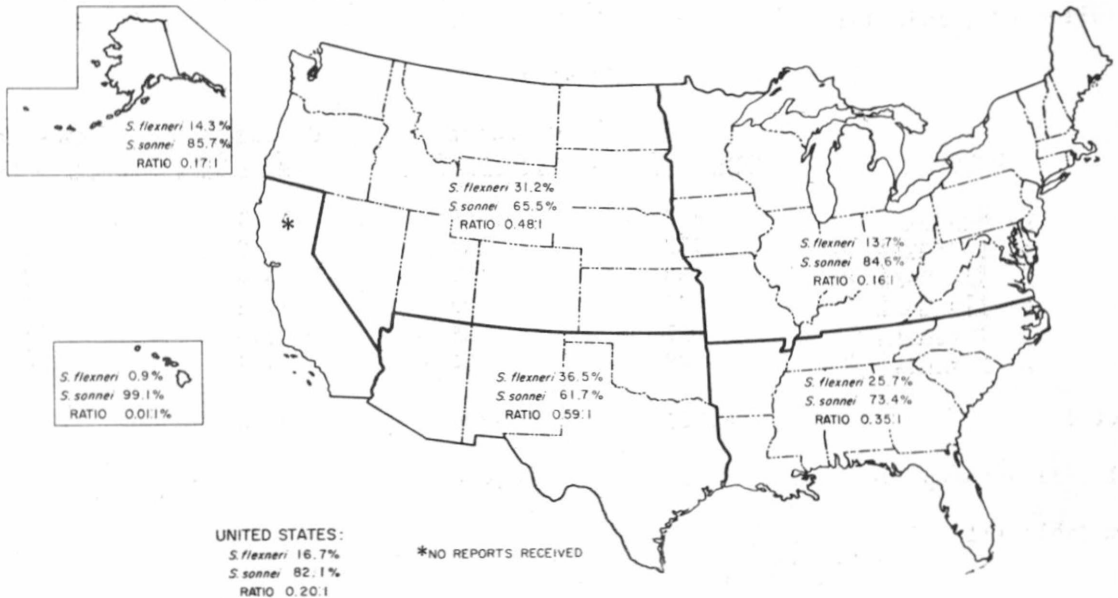 S. flexneri 14.3%
S. sonnei 85.7%
RATIO 0.17:1
S. flexneri 31.2%
S. sonnei 65.5%
RATIO 0.48:1
*
S. flexneri 13.7%
S. sonnei 84.6%
RATIO 0.16:1
S. flexneri 0.9%
S. sonnei 99.1%
RATIO 0.01:1%
S. flexneri 36.5%
S. sonnei 61.7%
RATIO 0.59:1
S. flexneri 25.7%
S. sonnei 73.4%
RATIO 0.35:1
UNITED STATES:
S. flexneri 16.7%
S. sonnei 82.1%
RATIO 0.20:1
*NO REPORTS RECEIVED